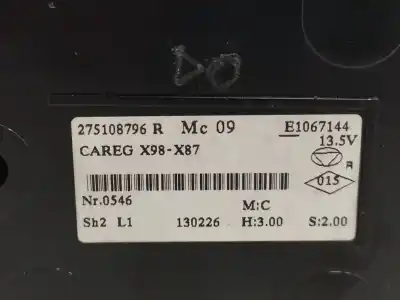 DO
275108796 R Mc 09 E1067144
13.5V
CAREG X98-X87
R
015
Nr.0546 M:C
Sh2 L1 130226 H:3.00 S:2.00